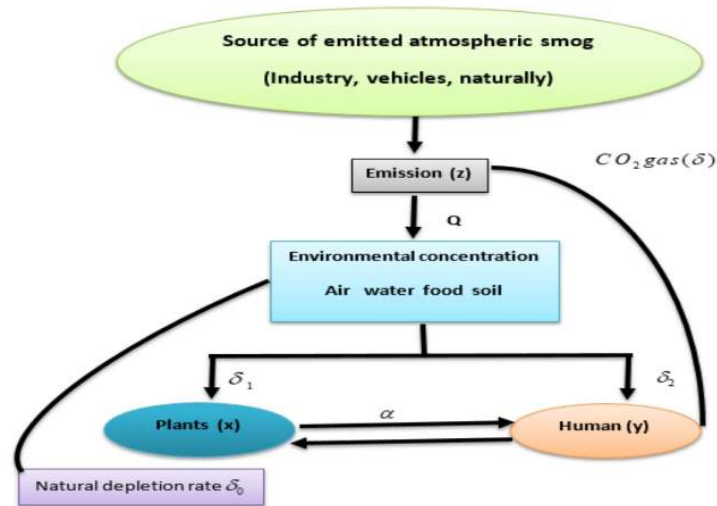 Source of emitted atmospheric smog
(Industry, vehicles, naturally)
CO₂ gas(δ)
Emission (z)
Q
Environmental concentration
Air water food soil
δ₁
δ₂
α
Plants (x)
Human (y)
Natural depletion rate δ₀